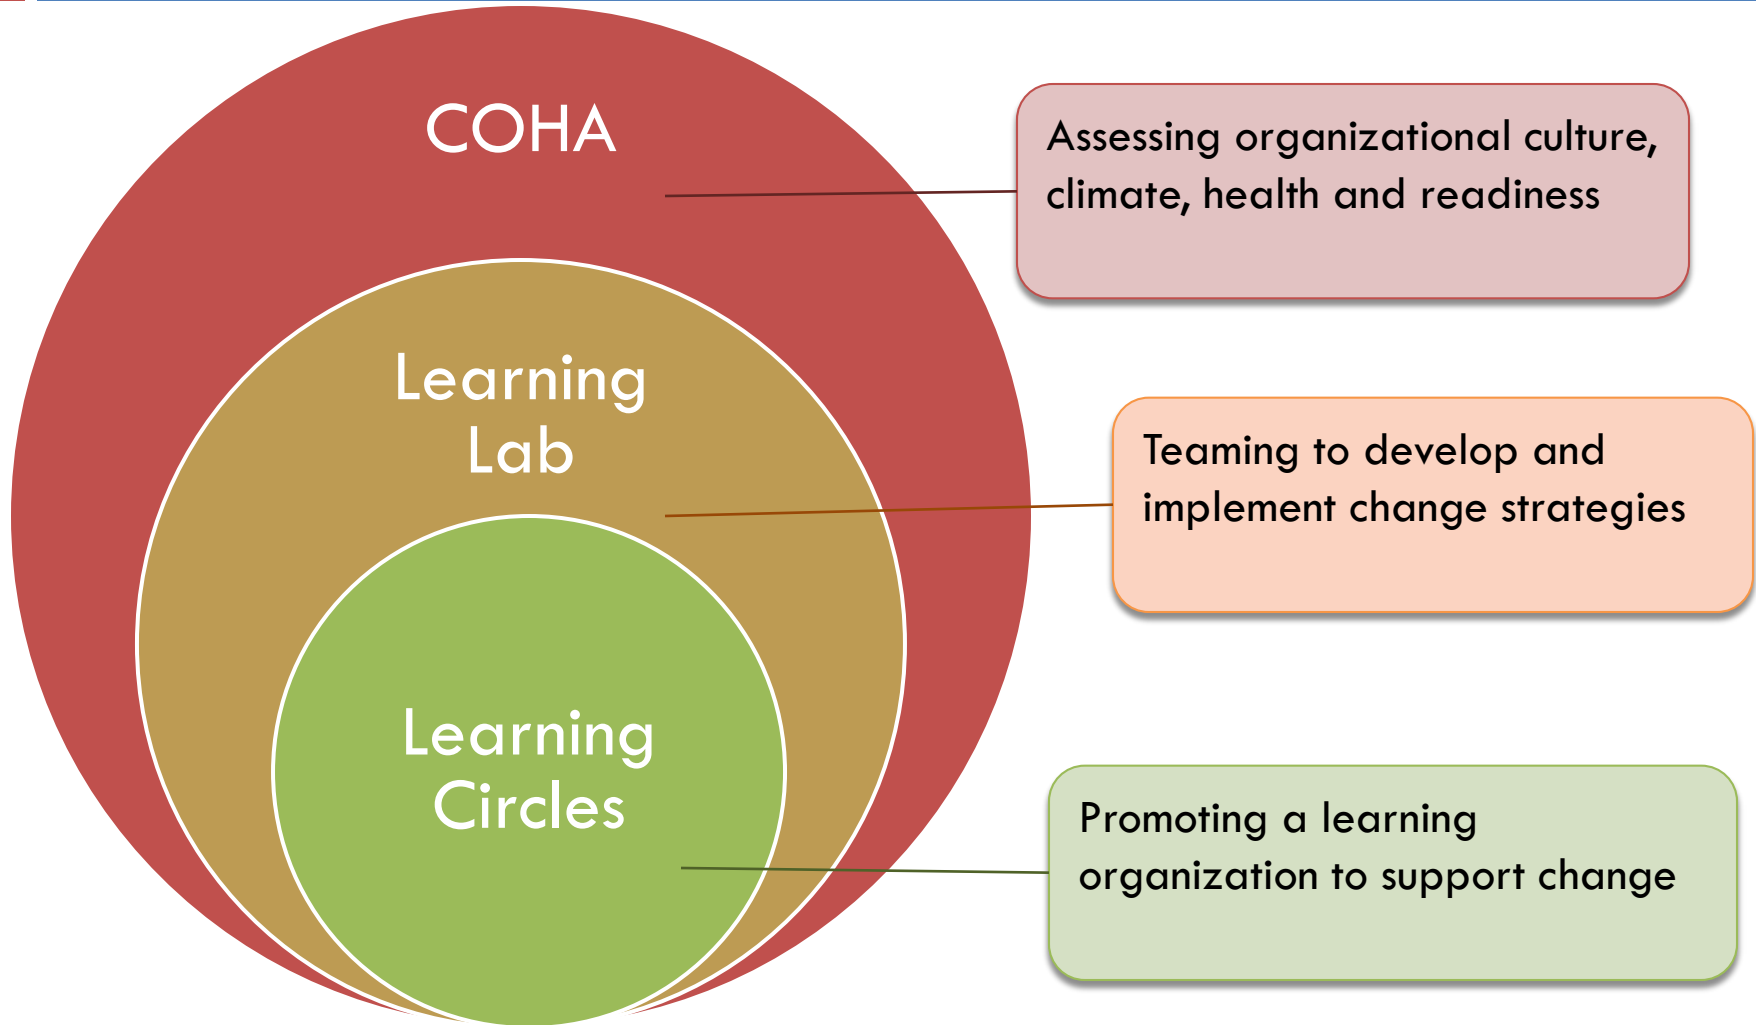 COHA
Assessing organizational culture,
climate, health and readiness
Learning
Lab
Teaming to develop and
implement change strategies
Learning
Circles
Promoting a learning
organization to support change